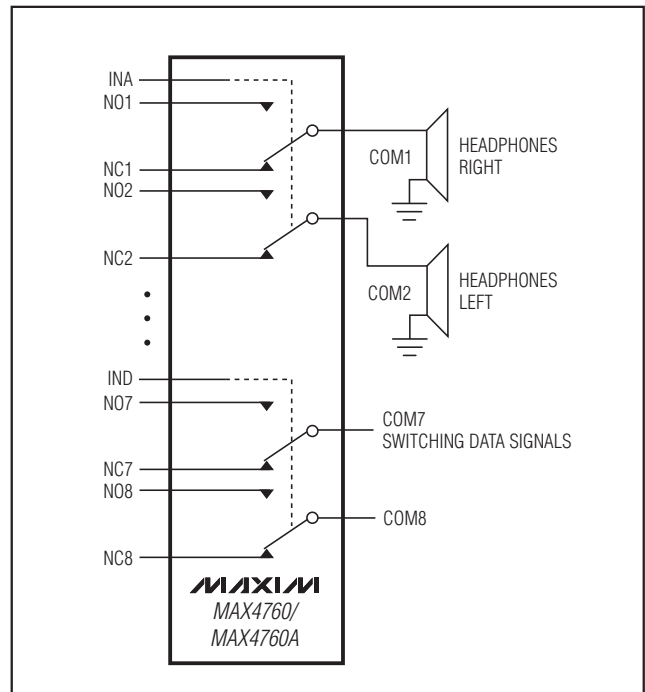 INA
NO1
NC1
NO2
NC2
COM1
HEADPHONES
RIGHT
COM2
HEADPHONES
LEFT
IND
NO7
NC7
NO8
NC8
COM7
SWITCHING DATA SIGNALS
COM8
MAXIM
MAX4760/
MAX4760A